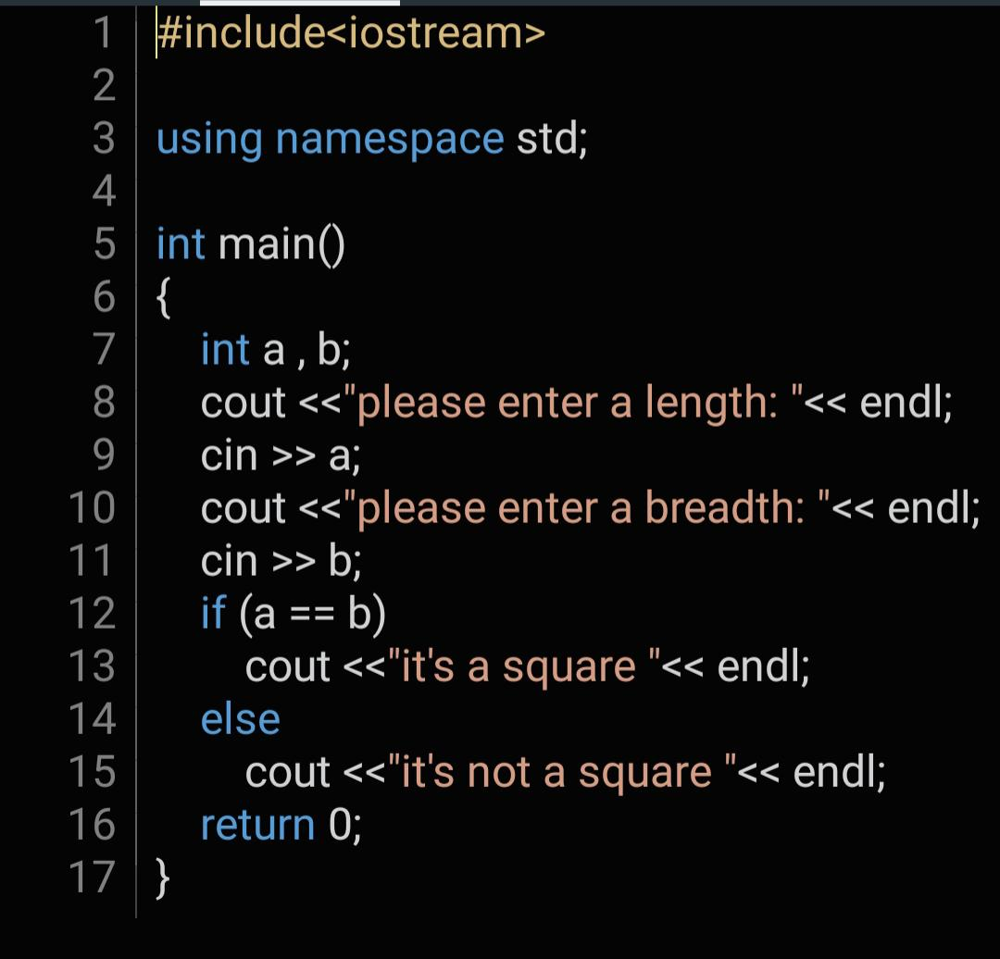 1 #include<iostream>
2
3 using namespace std;
4
5 int main()
6 {
7 int a , b;
8 cout <<"please enter a length: "<< endl;
9 cin >> a;
10 cout <<"please enter a breadth: "<< endl;
11 cin >> b;
12 if (a == b)
13 cout <<"it's a square "<< endl;
14 else
15 cout <<"it's not a square "<< endl;
16 return 0;
17 }